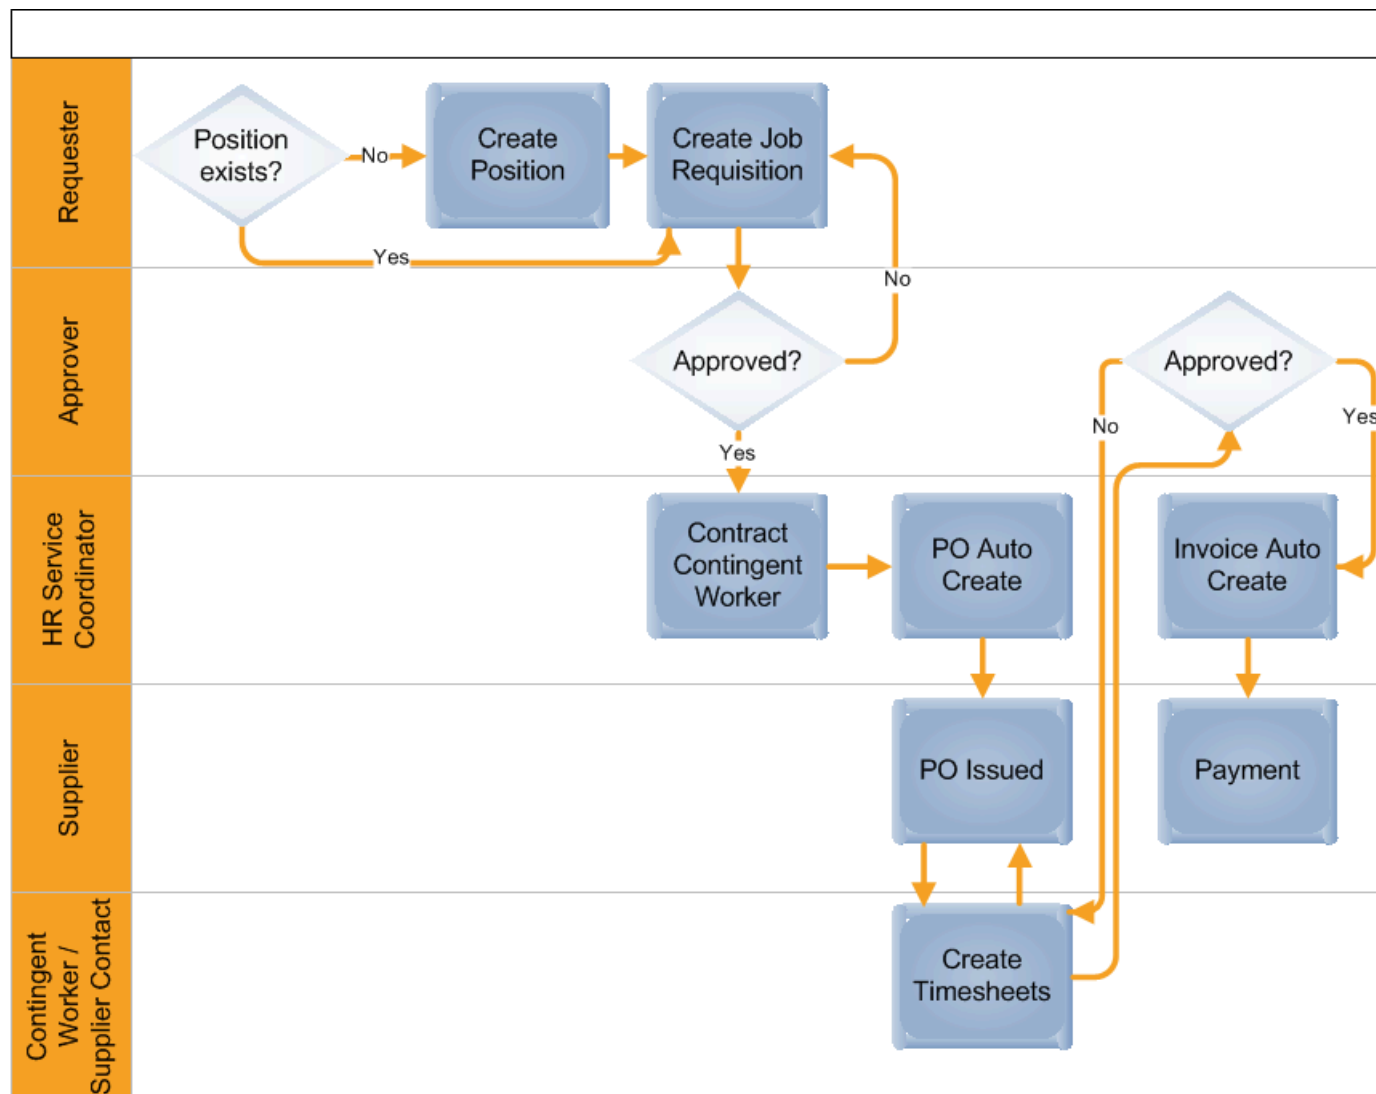 Requester
Position
exists?
No
Create
Position
Create Job
Requisition
Yes
No
Approver
Approved?
Yes
Approved?
No
Yes
HR Service
Coordinator
Contract
Contingent
Worker
PO Auto
Create
Invoice Auto
Create
Supplier
PO Issued
Payment
Contingent
Worker /
Supplier Contact
Create
Timesheets